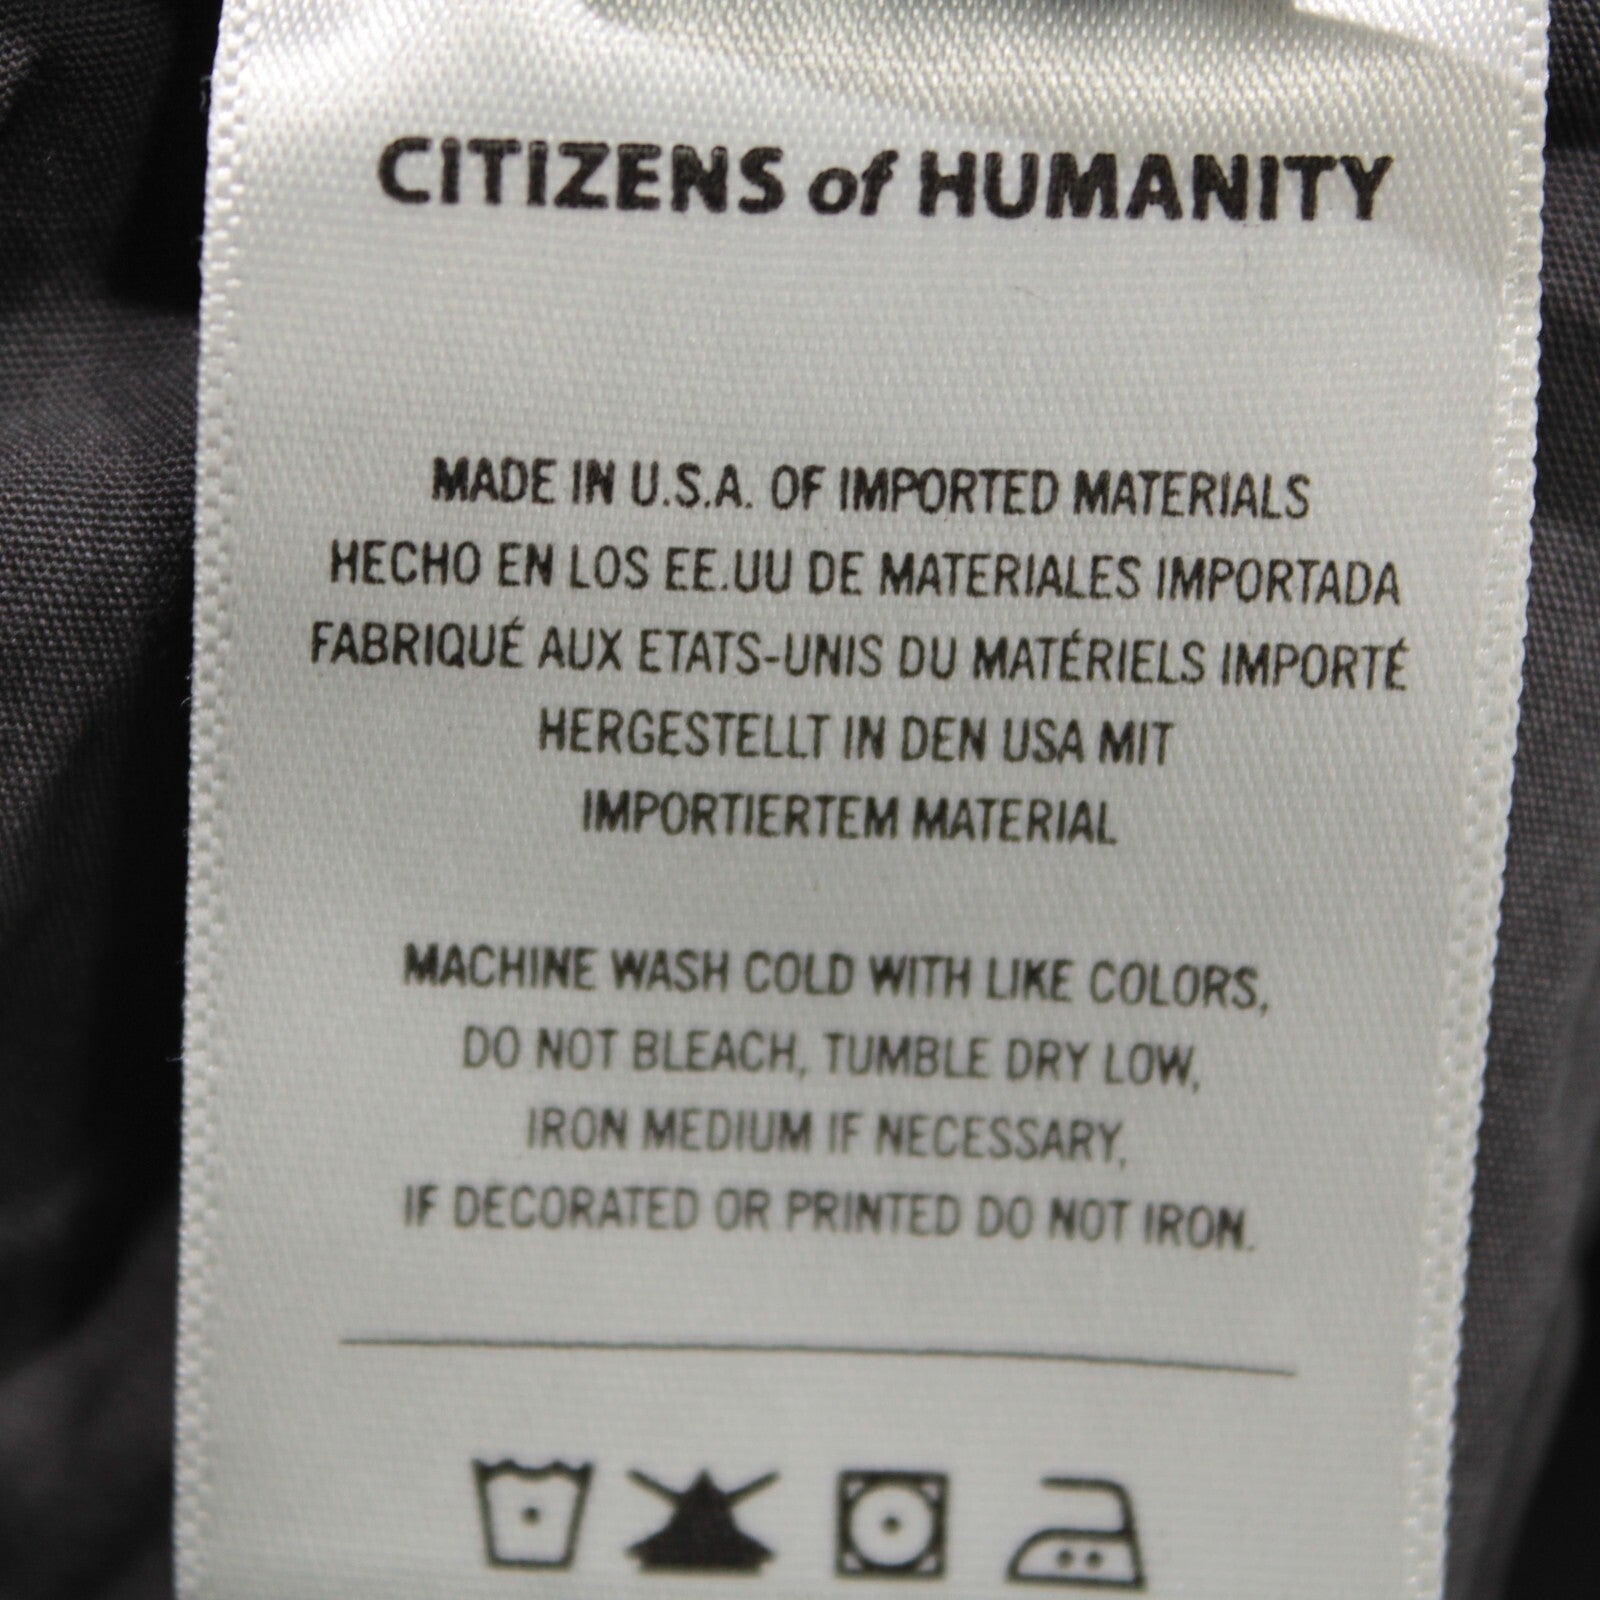 CITIZENS of HUMANITY
MADE IN U.S.A. OF IMPORTED MATERIALS
HECHO EN LOS EE.UU DE MATERIALES IMPORTADA
FABRIQUÉ AUX ETATS-UNIS DU MATÉRIELS IMPORTÉ
HERGESTELLT IN DEN USA MIT
IMPORTIERTEM MATERIAL
MACHINE WASH COLD WITH LIKE COLORS,
DO NOT BLEACH, TUMBLE DRY LOW,
IRON MEDIUM IF NECESSARY,
IF DECORATED OR PRINTED DO NOT IRON.